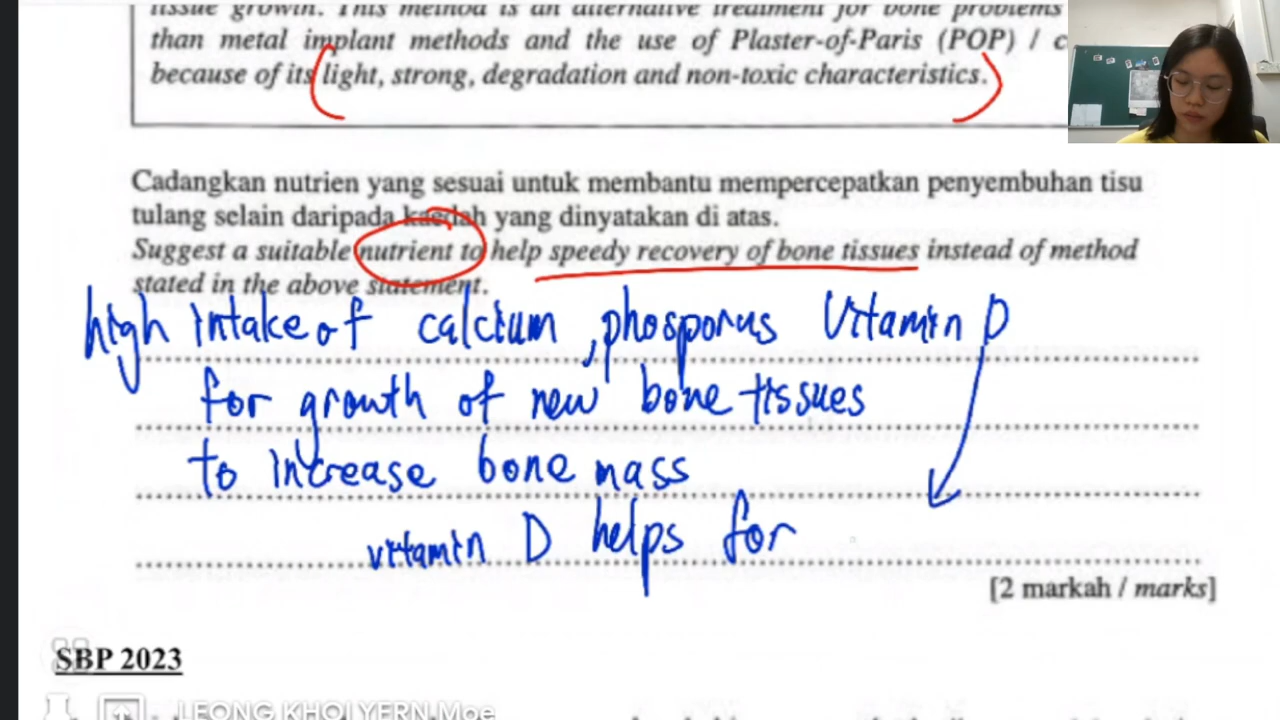 tissue growth. This method is an alternative treatment for bone problems
than metal implant methods and the use of Plaster-of-Paris (POP) / c
because of its light, strong, degradation and non-toxic characteristics.
Cadangkan nutrien yang sesuai untuk membantu mempercepatkan penyembuhan tisu
tulang selain daripada kaedah yang dinyatakan di atas.
Suggest a suitable nutrient to help speedy recovery of bone tissues instead of method
stated in the above statement.
high intake of calcium, phosporus Vitamin D
for growth of new bone tissues
to increase bone mass
vitamin D helps for
[2 markah / marks]
SBP 2023
LEONG KHOI YERN Moe